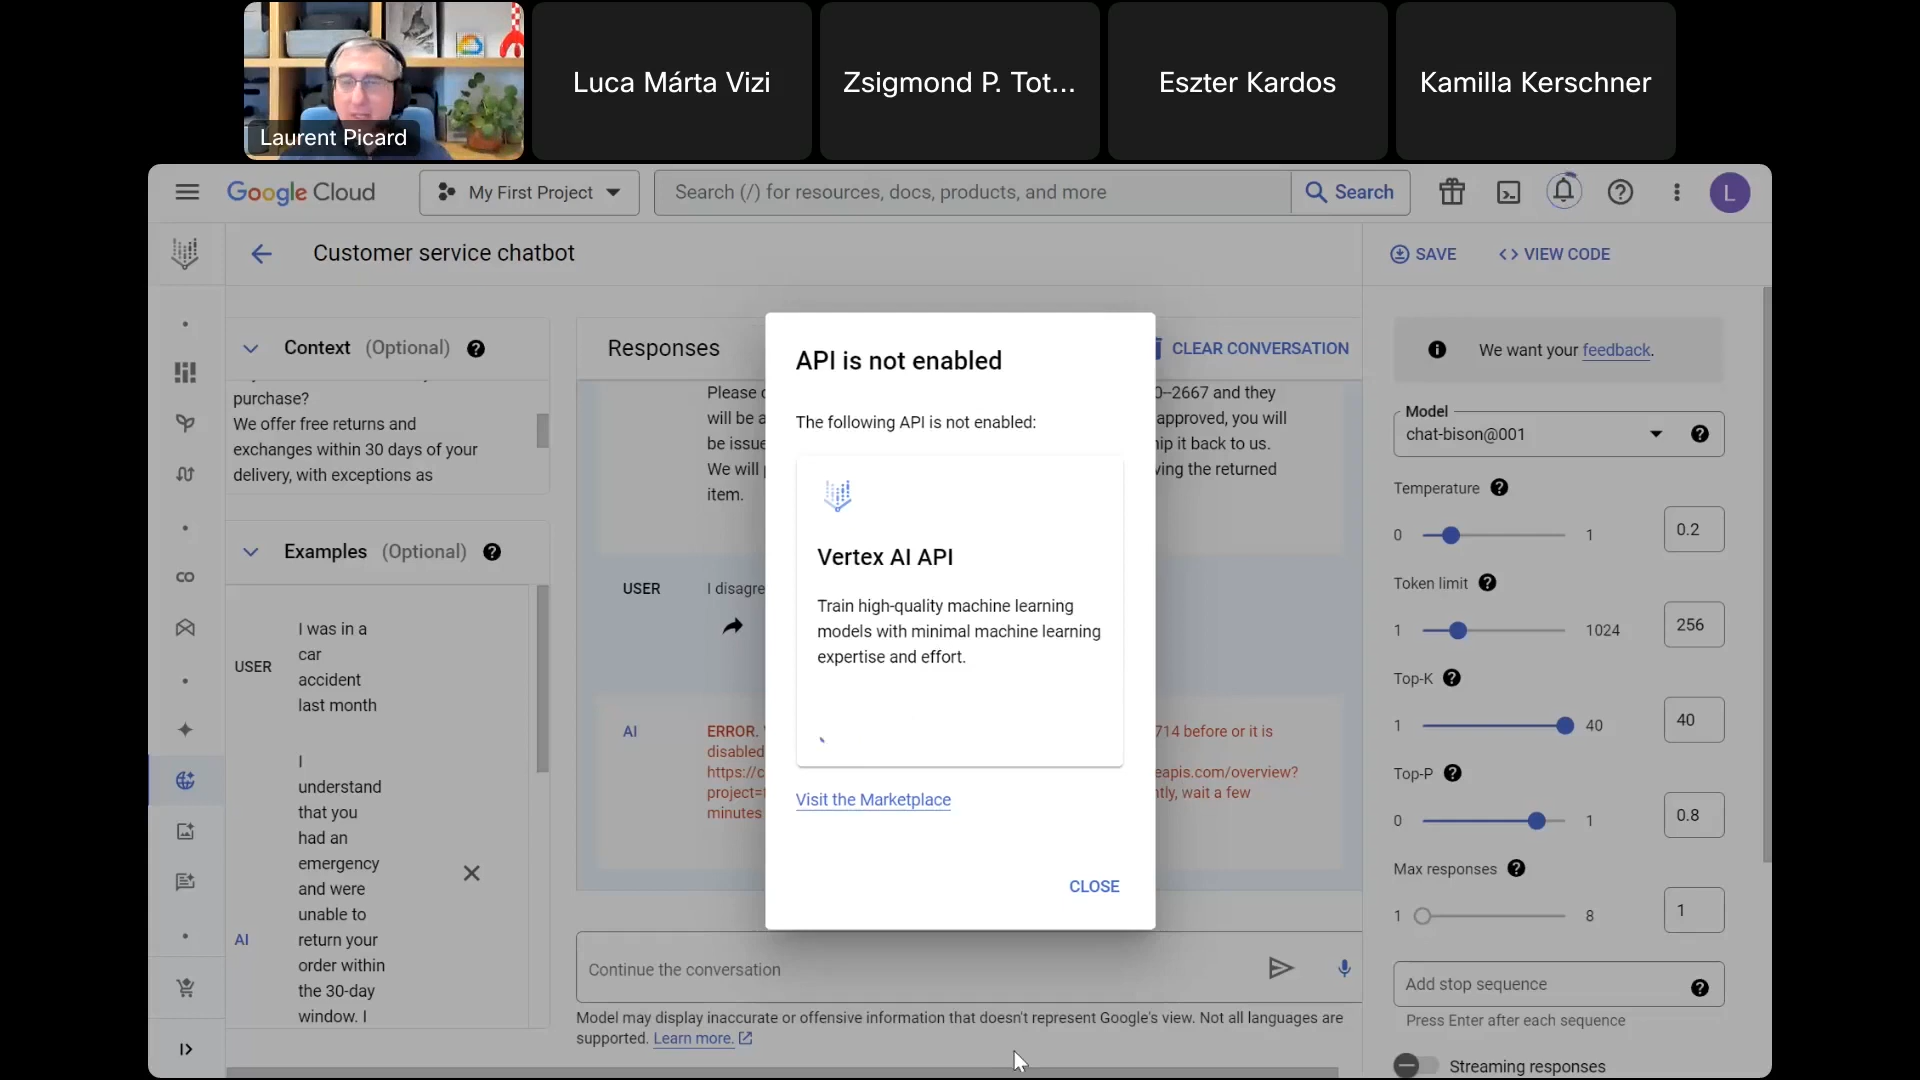 Laurent Picard
Luca Márta Vizi
Zsigmond P. Tot...
Eszter Kardos
Kamilla Kerschner
Google Cloud
My First Project
Search (/) for resources, docs, products, and more
Search
L
Customer service chatbot
SAVE
VIEW CODE
Context (Optional)
purchase?
We offer free returns and
exchanges within 30 days of your
delivery, with exceptions as
Examples (Optional)
USER
I was in a
car
accident
last month
AI
I
understand
that you
had an
emergency
and were
unable to
return your
order within
the 30-day
window. I
Responses
CLEAR CONVERSATION
Please
0–2667 and they
will be a
approved, you will
be issue
ip it back to us.
We will
ving the returned
item.
USER
I disagre
AI
ERROR.
714 before or it is
disabled
https://c
eapis.com/overview?
project=
ntly, wait a few
minutes
API is not enabled
The following API is not enabled:
Vertex AI API
Train high-quality machine learning
models with minimal machine learning
expertise and effort.
Visit the Marketplace
CLOSE
Continue the conversation
Model may display inaccurate or offensive information that doesn't represent Google's view. Not all languages are
supported. Learn more.
We want your feedback.
Model
chat-bison@001
Temperature
0
1
0.2
Token limit
1
1024
256
Top-K
1
40
40
Top-P
0
1
0.8
Max responses
1
8
1
Add stop sequence
Press Enter after each sequence
Streaming responses